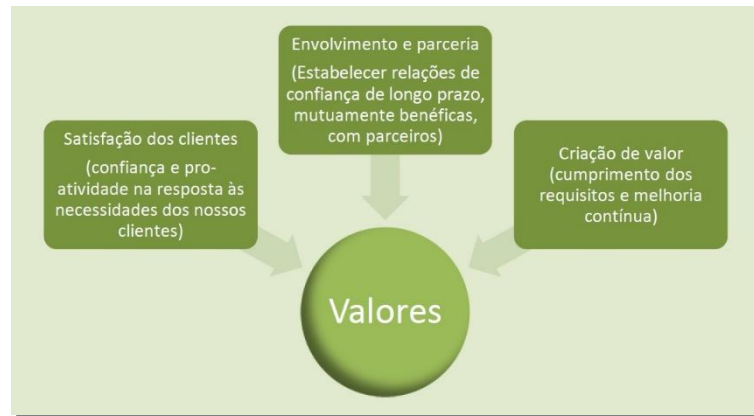 Envolvimento e parceria
(Estabelecer relações de
confiança de longo prazo,
mutuamente benéficas,
com parceiros)
Satisfação dos clientes
(confiança e pro-
atividade na resposta às
necessidades dos nossos
clientes)
Criação de valor
(cumprimento dos
requisitos e melhoria
contínua)
Valores